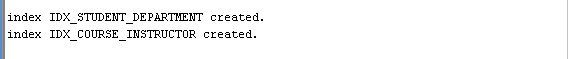 index IDX_STUDENT_DEPARTMENT created.
index IDX_COURSE_INSTRUCTOR created.